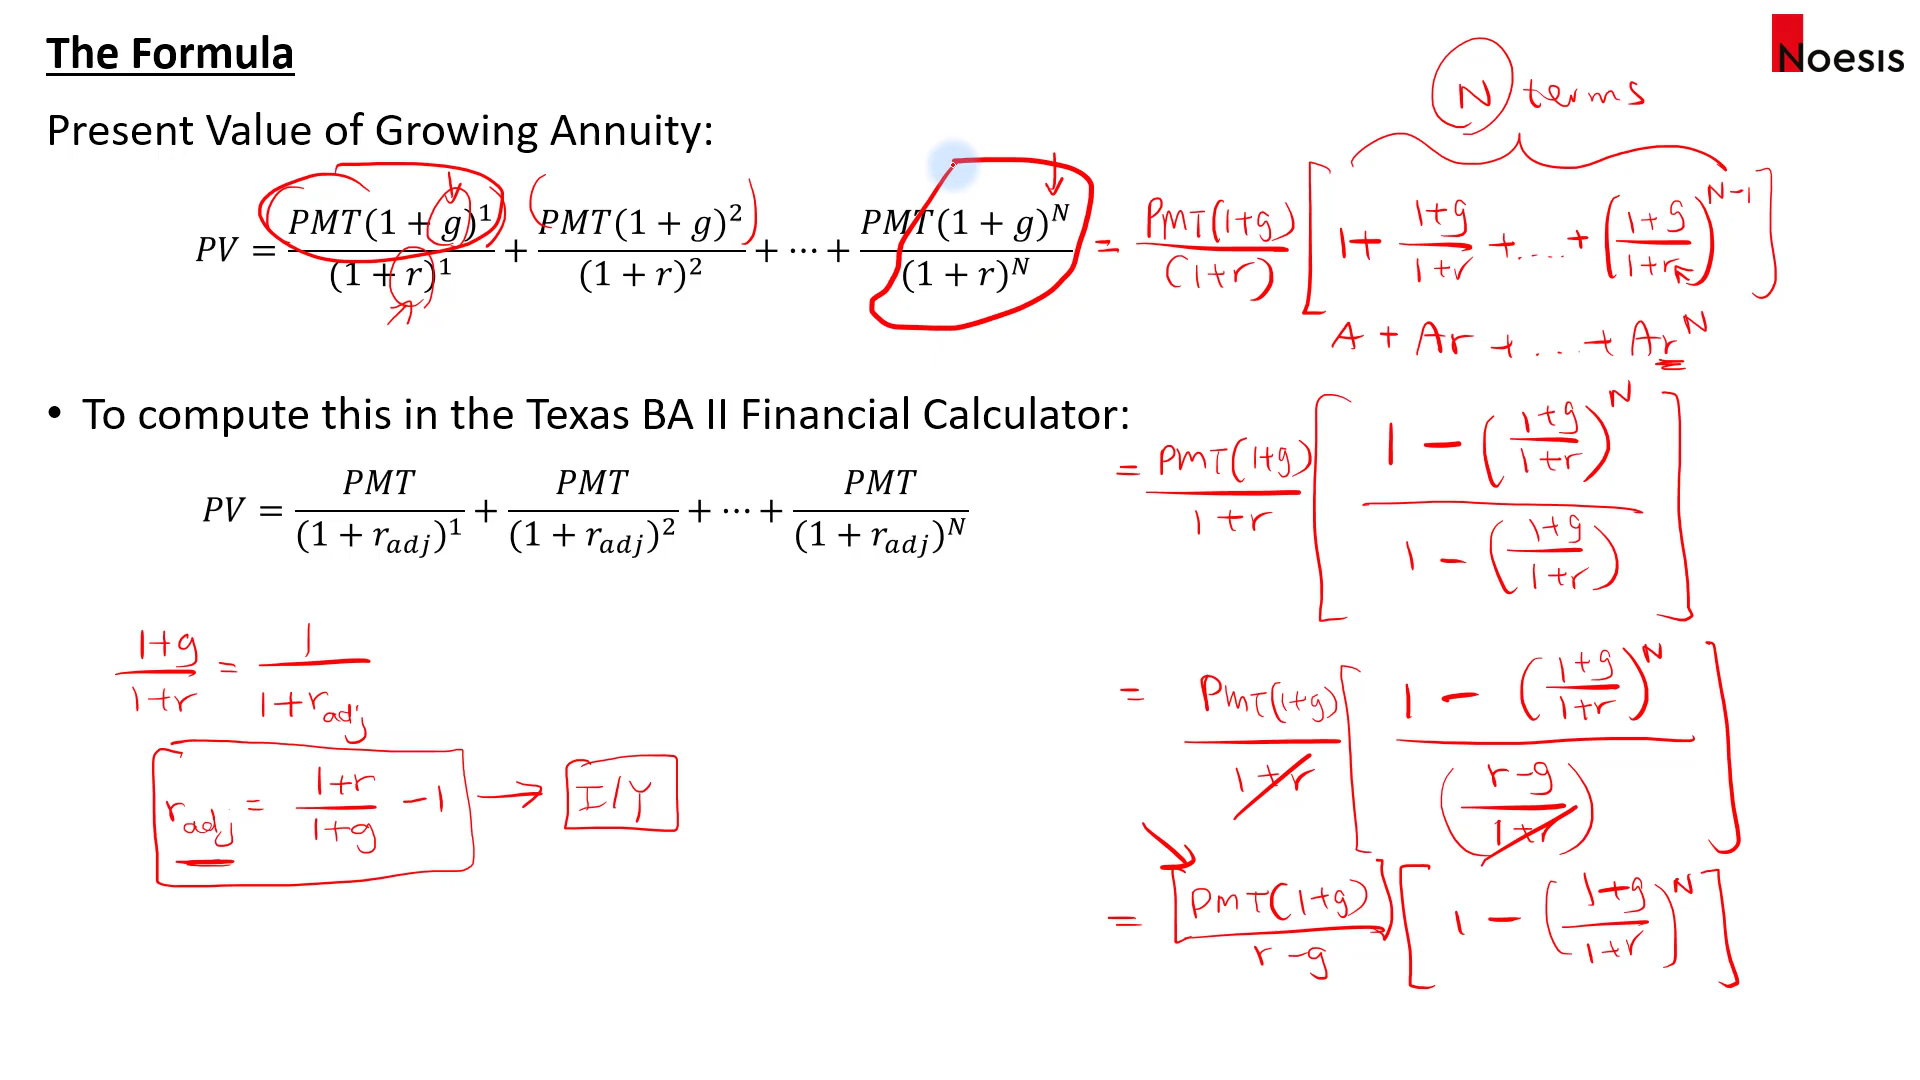 The Formula
Noesis
N terms
Present Value of Growing Annuity:
PV = PMT(1 + g)^1/(1 + r)^1 + PMT(1 + g)^2/(1 + r)^2 + ⋯ + PMT(1 + g)^N/(1 + r)^N = PMT(1+g)/(1+r) [1 + 1+g/1+r + .... + (1+g/1+r)^N-1]
A + Ar + ... + Ar^N
• To compute this in the Texas BA II Financial Calculator:
= PMT(1+g)/1+r [1 - (1+g/1+r)^N / 1 - (1+g/1+r)]
PV = PMT/(1 + r_adj)^1 + PMT/(1 + r_adj)^2 + ⋯ + PMT/(1 + r_adj)^N
1+g/1+r = 1/1+r_adj
= PMT(1+g)/1+r [1 - (1+g/1+r)^N / (r-g/1+r)]
r_adj = 1+r/1+g - 1 → I/Y
= PMT(1+g)/r-g [1 - (1+g/1+r)^N]